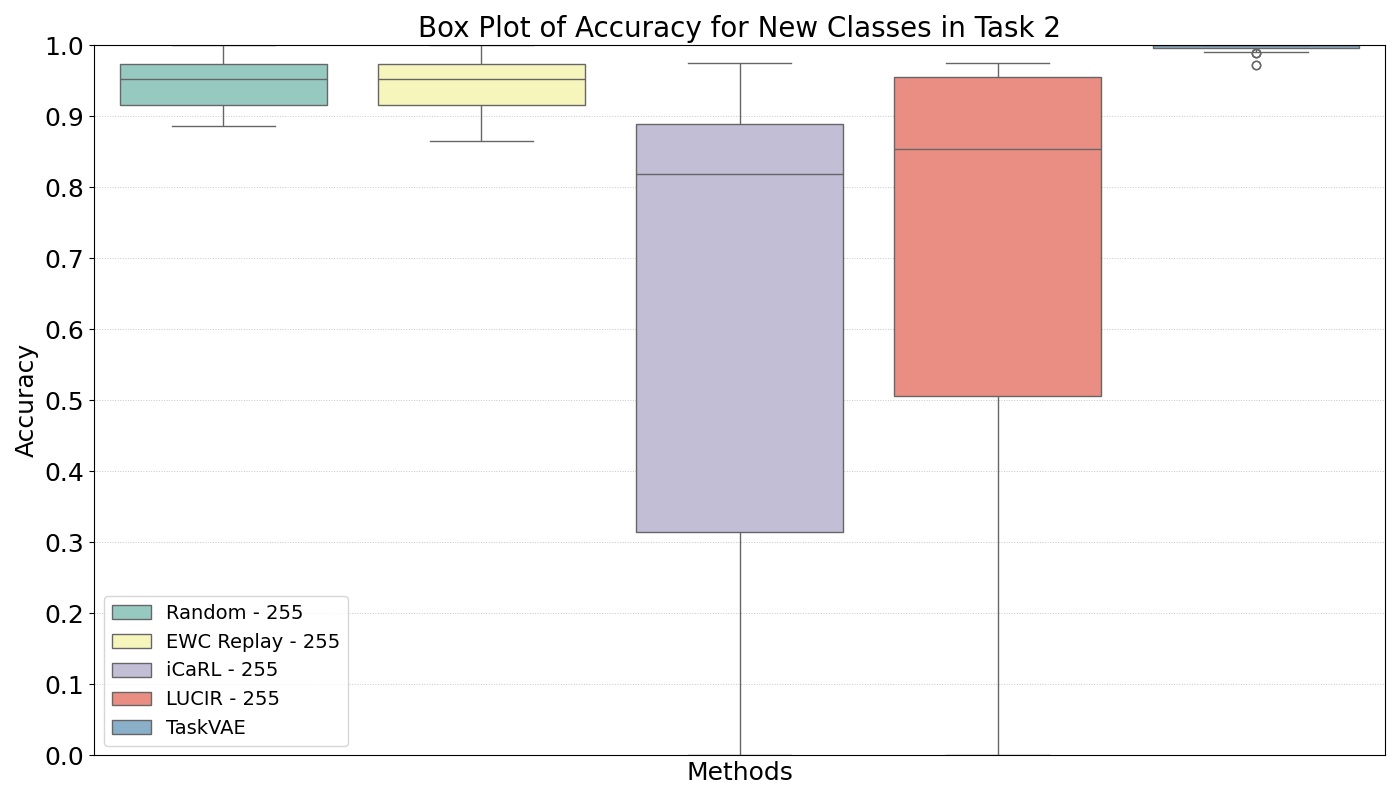 Box Plot of Accuracy for New Classes in Task 2
1.0
0.9
0.8
0.7
0.6
0.5
0.4
0.3
0.2
0.1
0.0
Accuracy
Random - 255
EWC Replay - 255
iCaRL - 255
LUCIR - 255
TaskVAE
Methods